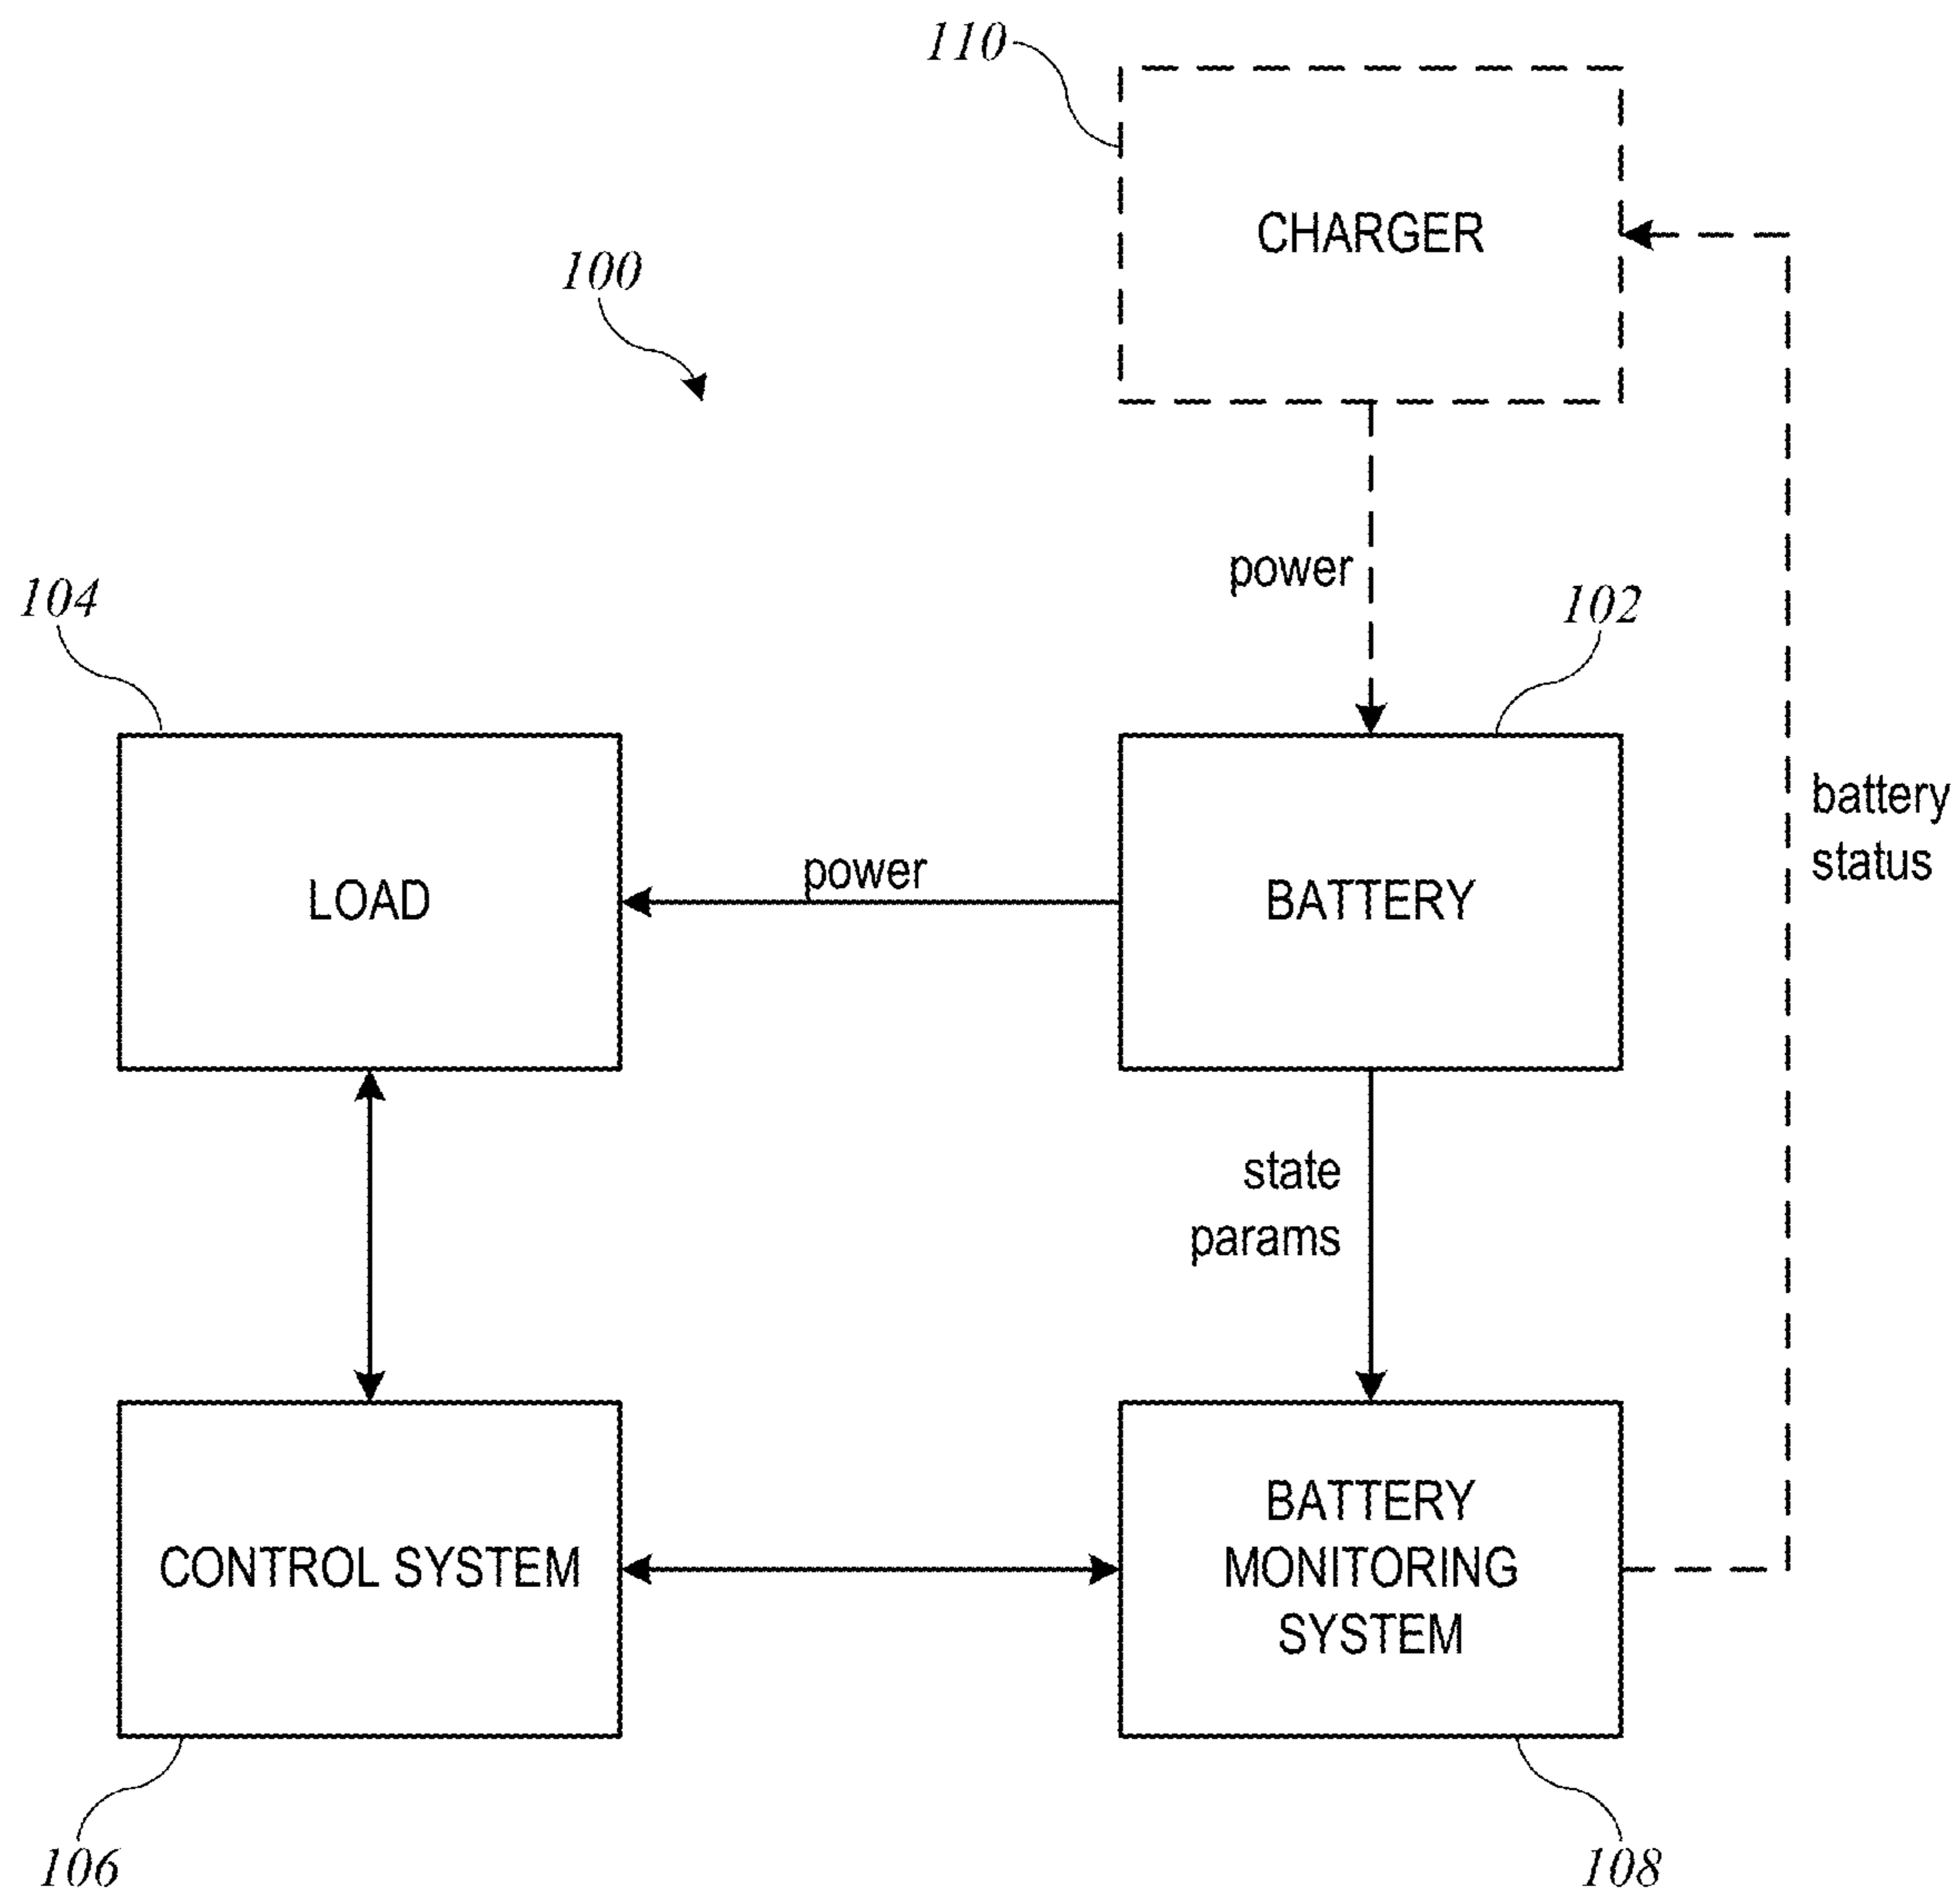 110
CHARGER
100
power
104
102
battery
status
LOAD
power
BATTERY
state
params
CONTROL SYSTEM
BATTERY
MONITORING
SYSTEM
106
108